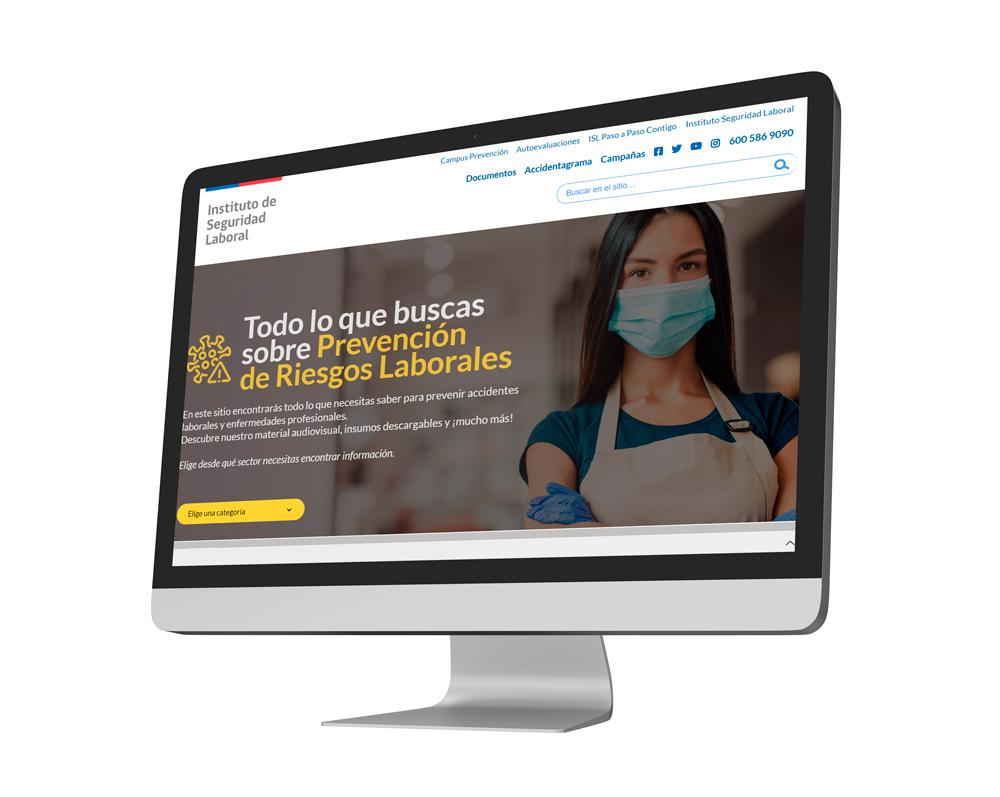 Campus Prevención Autoevaluaciones ISL Paso a Paso Contigo Instituto Seguridad Laboral
Documentos Accidentagrama Campañas 600 586 9090
Buscar en el sitio...
Instituto de
Seguridad
Laboral
Todo lo que buscas
sobre Prevención
de Riesgos Laborales
En este sitio encontrarás todo lo que necesitas saber para prevenir accidentes
laborales y enfermedades profesionales.
Descubre nuestro material audiovisual, insumos descargables y ¡mucho más!
Elige desde qué sector necesitas encontrar información.
Elige una categoría